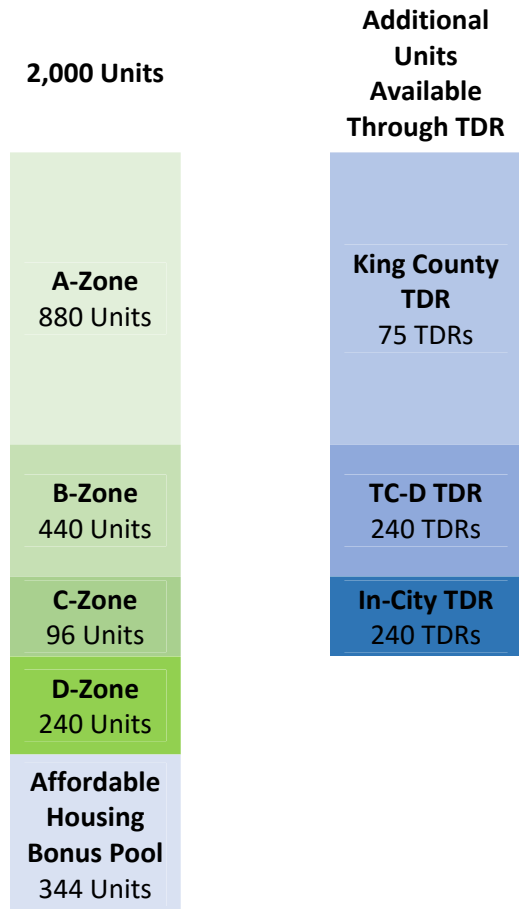 2,000 Units
A-Zone
880 Units
B-Zone
440 Units
C-Zone
96 Units
D-Zone
240 Units
Affordable
Housing
Bonus Pool
344 Units
Additional
Units
Available
Through TDR
King County
TDR
75 TDRs
TC-D TDR
240 TDRs
In-City TDR
240 TDRs